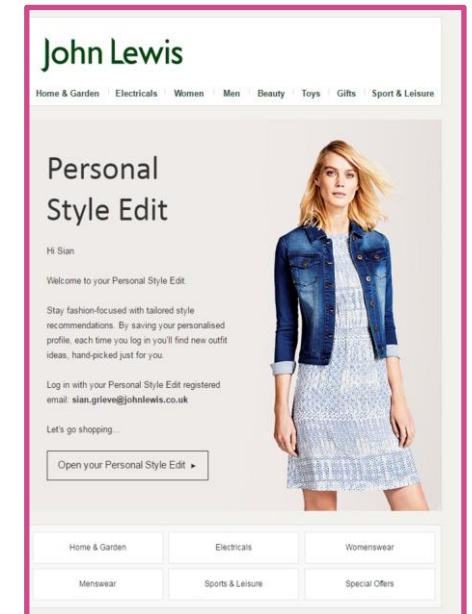 John Lewis
Home & Garden Electricals Women Men Beauty Toys Gifts Sport & Leisure
Personal
Style Edit
Hi Sian
Welcome to your Personal Style Edit
Stay fashion-focused with tailored style
recommendations. By saving your personalised
profile, each time you log in you'll find new outfit
ideas, hand-picked just for you.
Log in with your Personal Style Edit registered
email: sian.grieve@johnlewis.co.uk
Let's go shopping...
Open your Personal Style Edit ▸
Home & Garden Electricals Womenswear
Menswear Sports & Leisure Special Offers